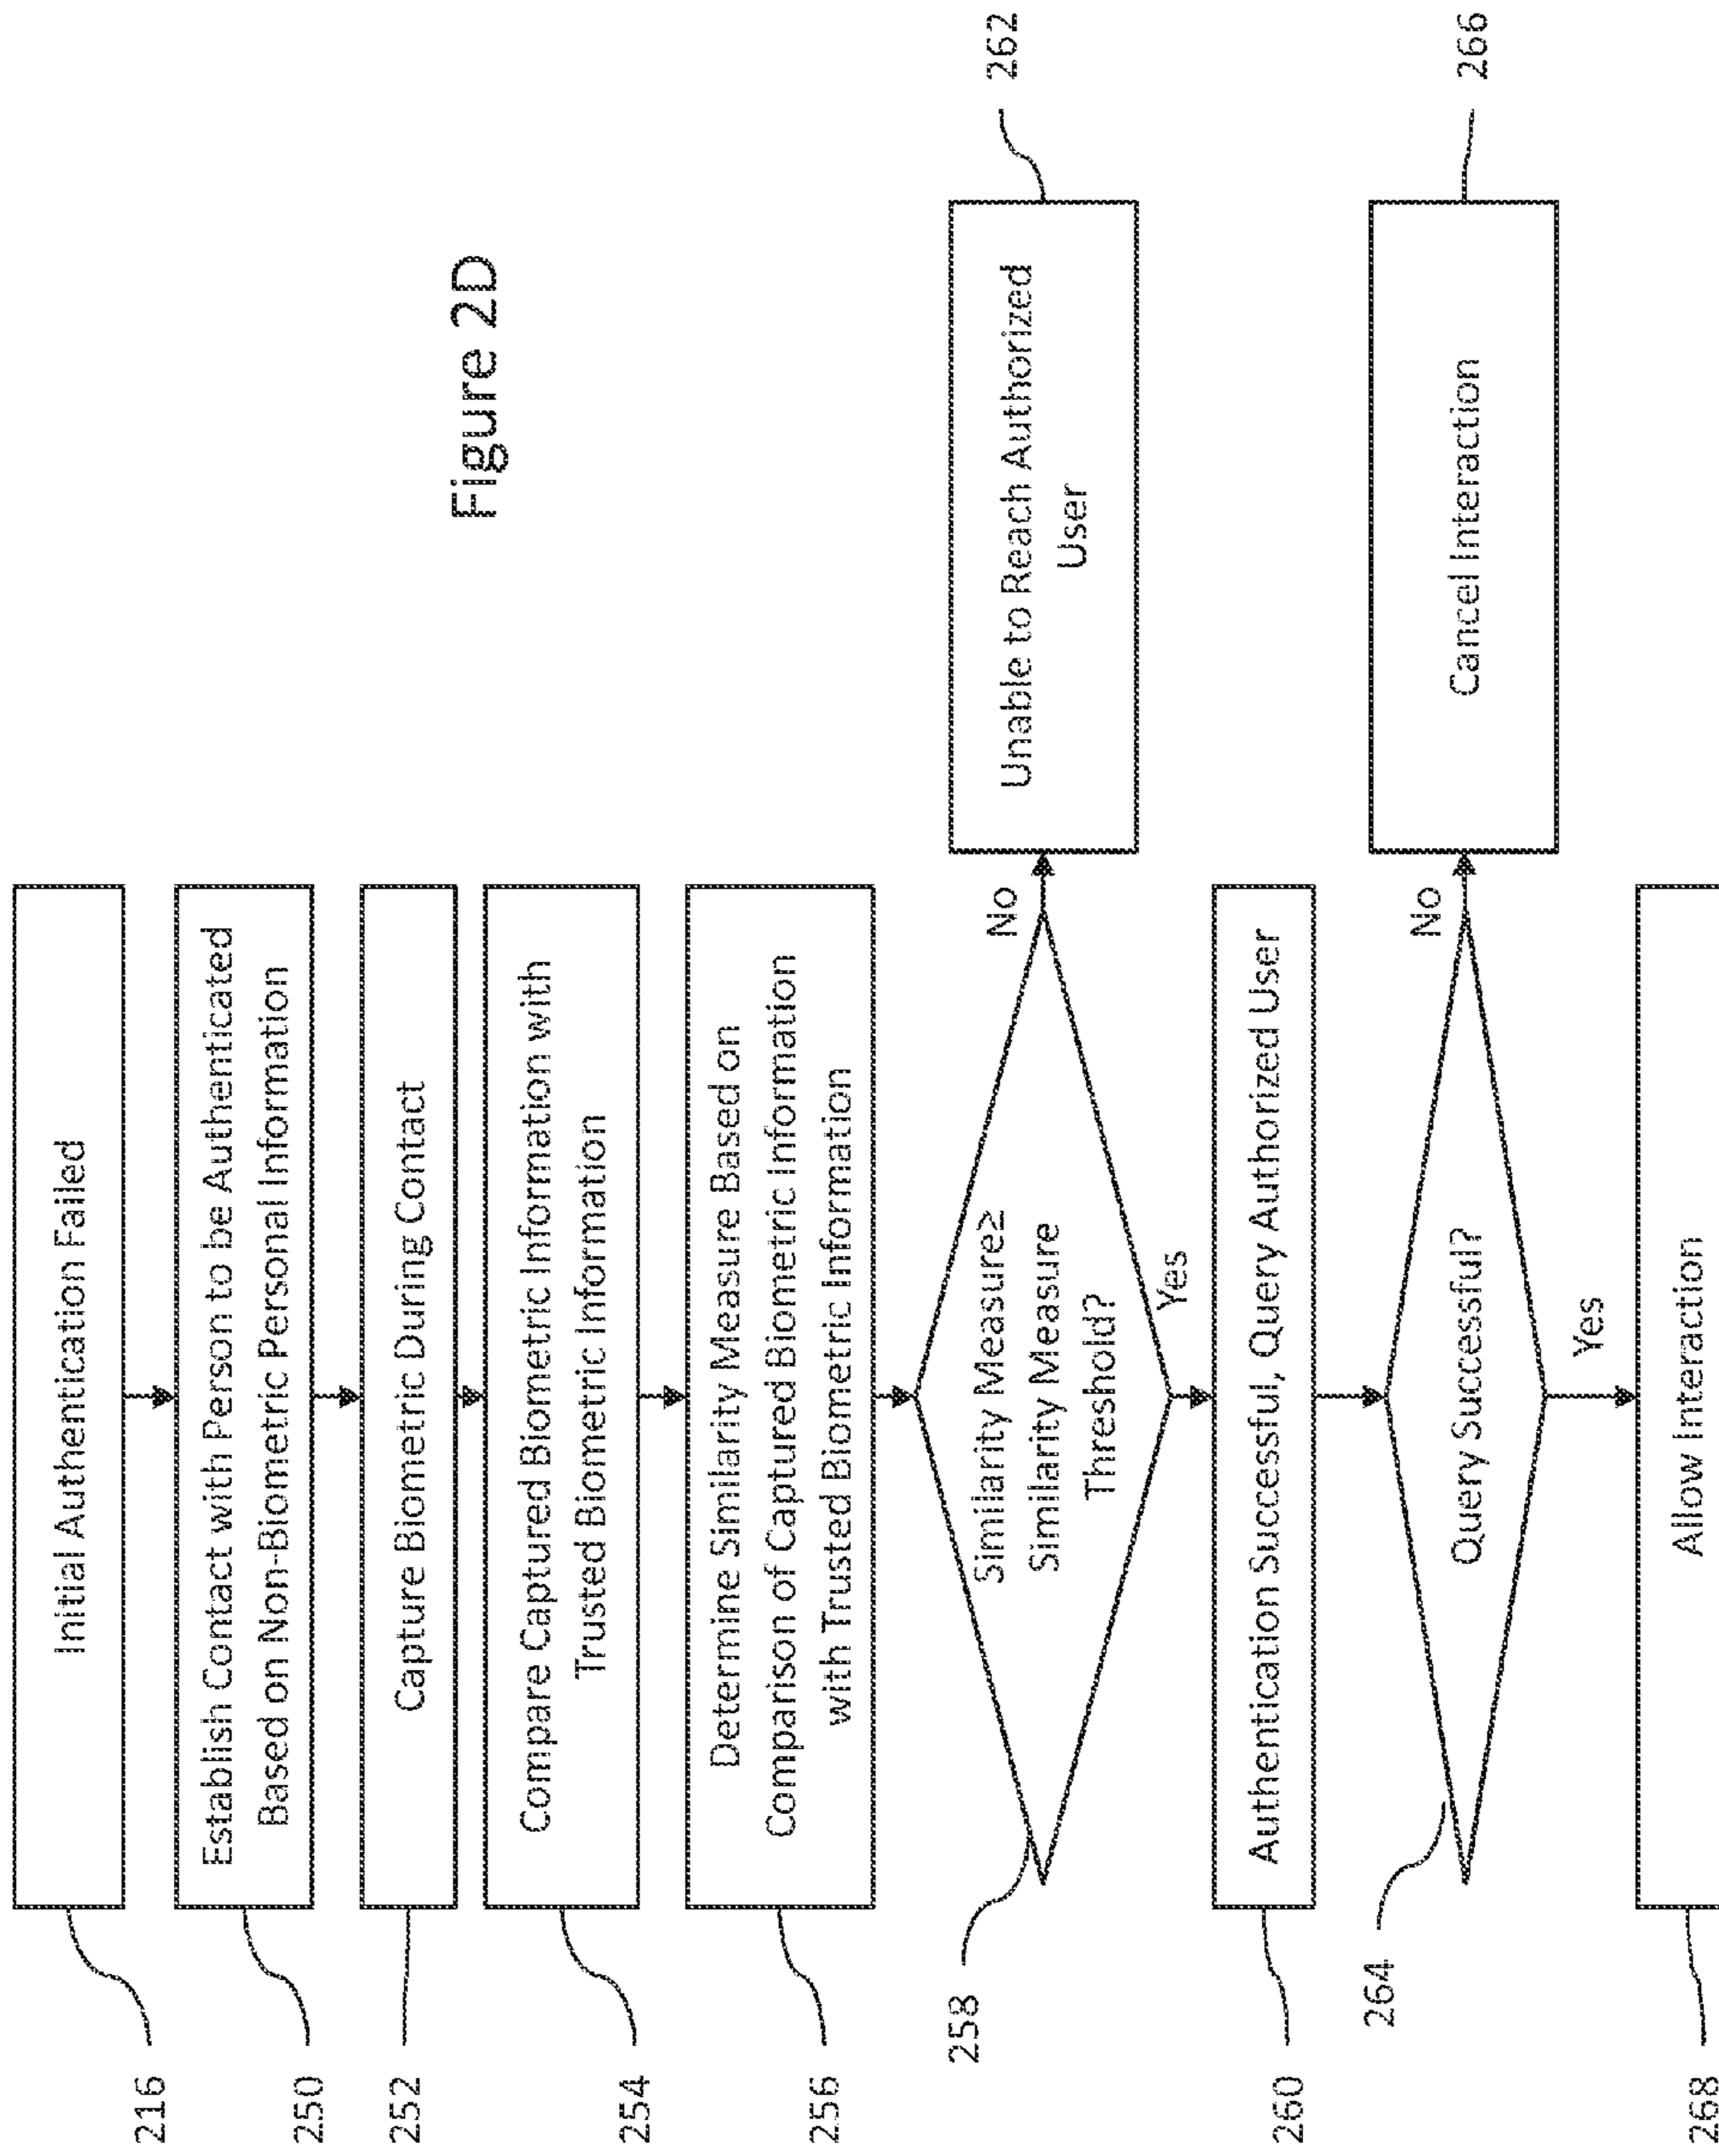 Figure 2D
216
Initial Authentication Failed
250
Establish Contact with Person to be Authenticated
Based on Non-Biometric Personal Information
252
Capture Biometric During Contact
254
Compare Captured Biometric Information with
Trusted Biometric Information
256
Determine Similarity Measure Based on
Comparison of Captured Biometric Information
with Trusted Biometric Information
258
Similarity Measure≥
Similarity Measure
Threshold?
No
Unable to Reach Authorized
User
262
Yes
260
Authentication Successful, Query Authorized User
264
Query Successful?
No
Cancel Interaction
266
Yes
268
Allow Interaction